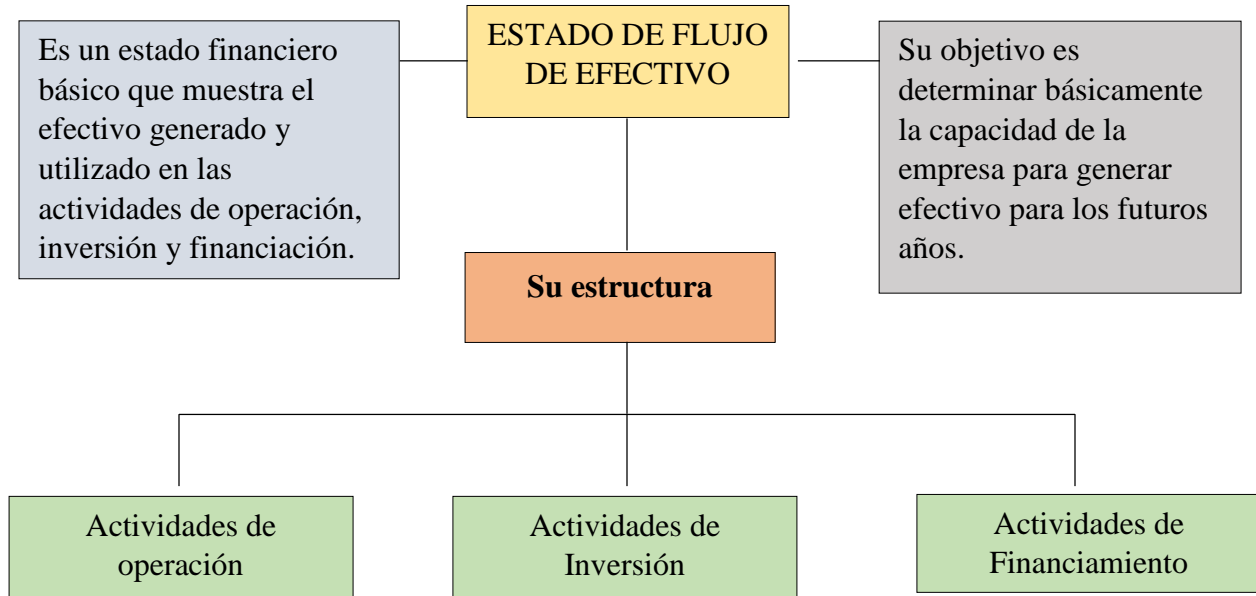 Es un estado financiero
básico que muestra el
efectivo generado y
utilizado en las
actividades de operación,
inversión y financiación.
ESTADO DE FLUJO
DE EFECTIVO
Su objetivo es
determinar básicamente
la capacidad de la
empresa para generar
efectivo para los futuros
años.
Su estructura
Actividades de
operación
Actividades de
Inversión
Actividades de
Financiamiento